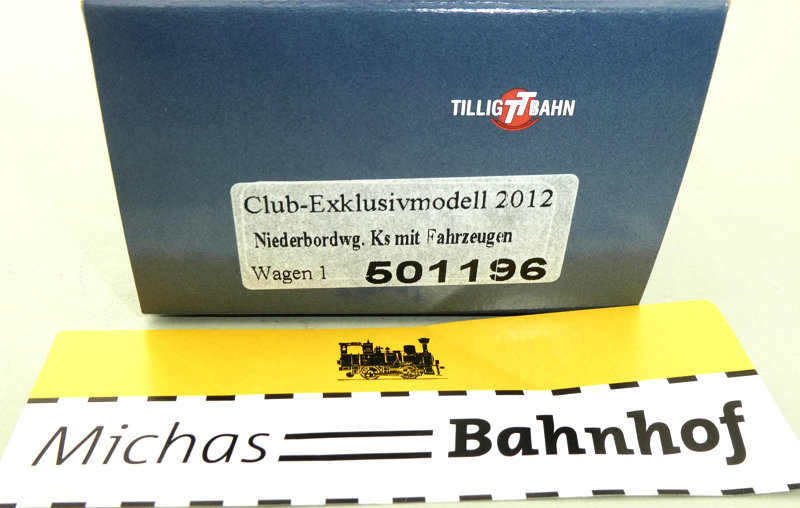 TILLIG TT BAHN
Club-Exklusivmodell 2012
Niederbordwg. Ks mit Fahrzeugen
Wagen 1 501196
Michas Bahnhof